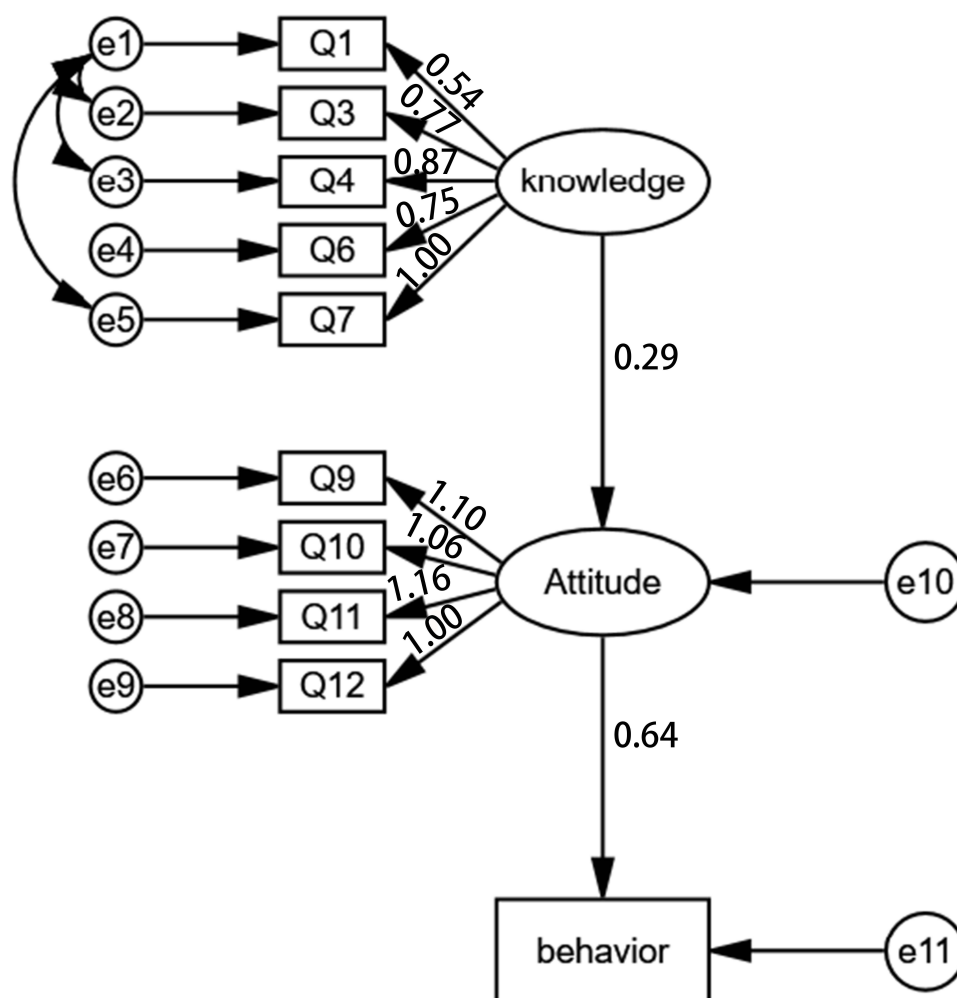 e1 Q1 0.54
e2 Q3 0.77
e3 Q4 0.87 knowledge
e4 Q6 0.75
e5 Q7 1.00
0.29
e6 Q9 1.10
e7 Q10 1.06
Attitude e10
e8 Q11 1.16
e9 Q12 1.00
0.64
behavior e11